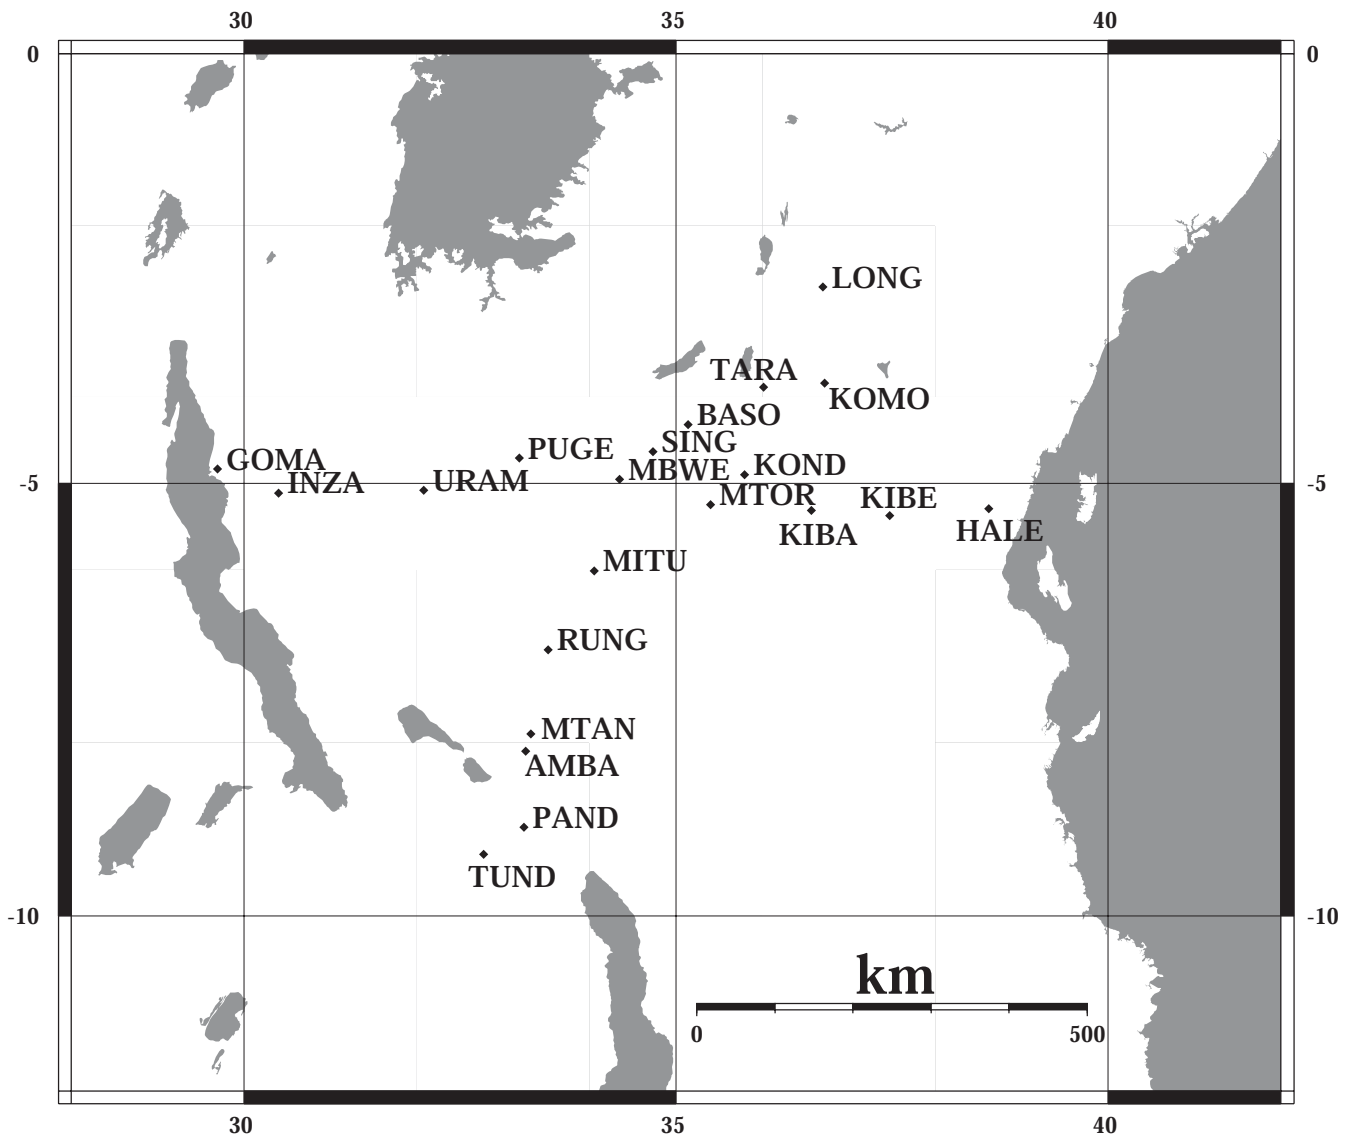 30 35 40
0 0
LONG
TARA
KOMO
BASO
SING
PUGE
GOMA
KOND
MBWE
INZA
URAM
-5 -5
MTOR
KIBE
HALE
KIBA
MITU
RUNG
MTAN
AMBA
PAND
TUND
-10 -10
km
0 500
30 35 40